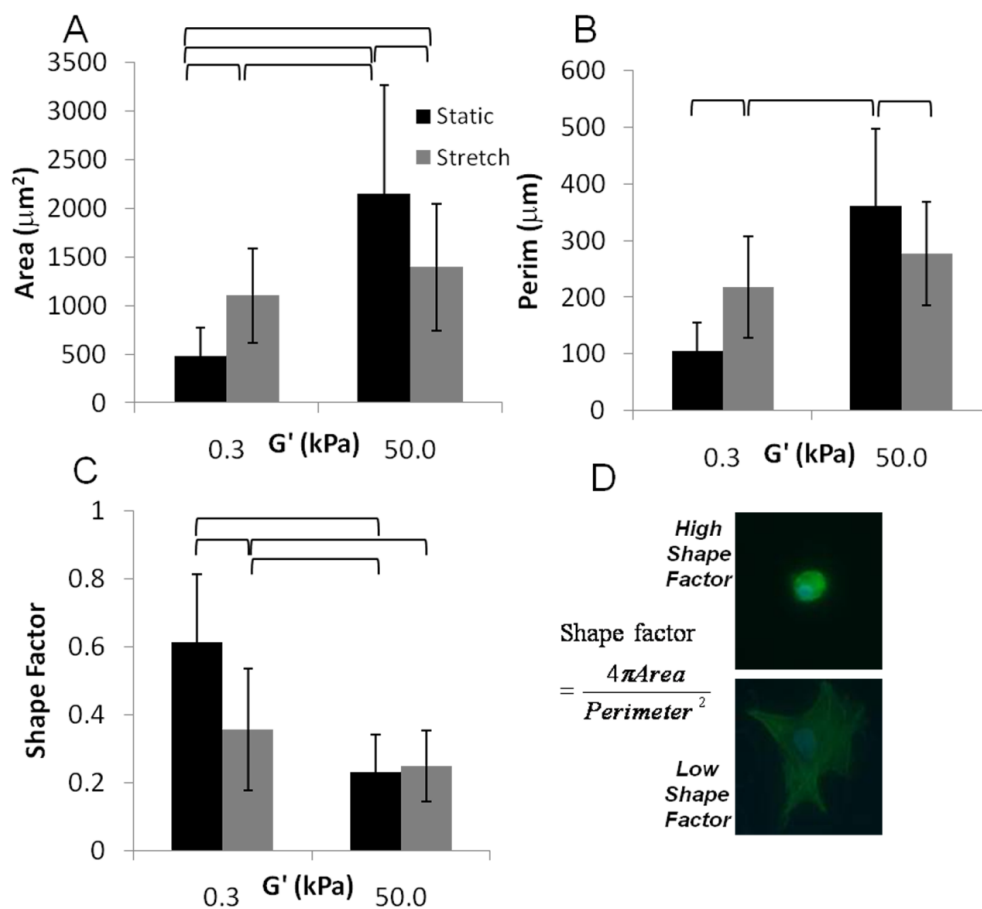 A
3500
3000
2500
2000
1500
1000
500
0
Area (μm²)
Static
Stretch
0.3 G' (kPa) 50.0
B
600
500
400
300
200
100
0
Perim (μm)
0.3 G' (kPa) 50.0
C
1
0.8
0.6
0.4
0.2
0
Shape Factor
0.3 G' (kPa) 50.0
D
High
Shape
Factor
Shape factor
= 4πArea / Perimeter ²
Low
Shape
Factor